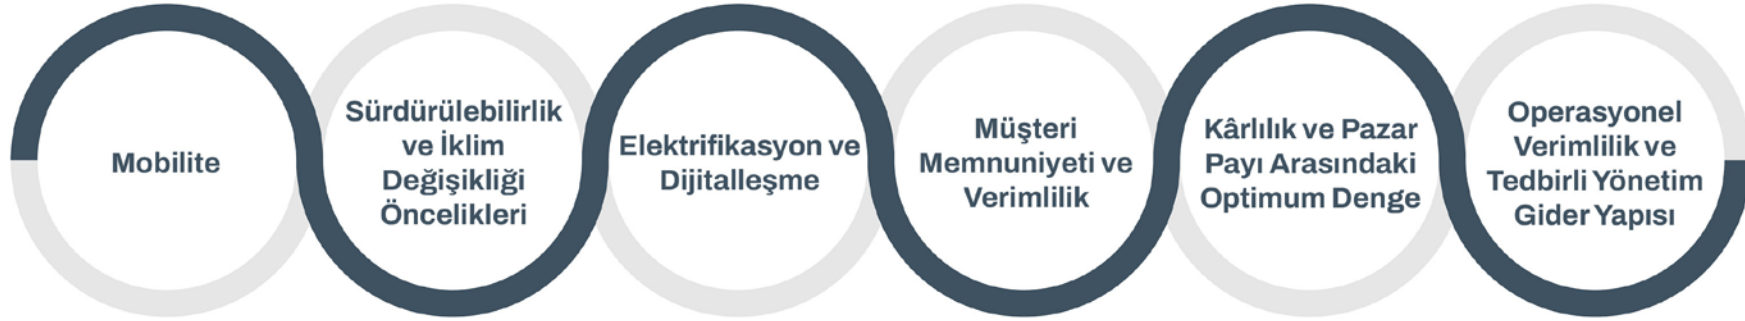 Mobilite
Sürdürülebilirlik
ve İklim
Değişikliği
Öncelikleri
Elektrifikasyon ve
Dijitalleşme
Müşteri
Memnuniyeti ve
Verimlilik
Kârlılık ve Pazar
Payı Arasındaki
Optimum Denge
Operasyonel
Verimlilik ve
Tedbirli Yönetim
Gider Yapısı